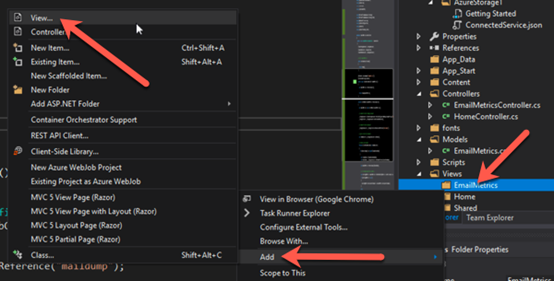 View...
Controller...
New Item... Ctrl+Shift+A
Existing Item... Shift+Alt+A
New Scaffolded Item...
New Folder
Add ASP.NET Folder
Container Orchestrator Support
REST API Client...
Client-Side Library...
New Azure WebJob Project
Existing Project as Azure WebJob
MVC 5 View Page (Razor)
MVC 5 View Page with Layout (Razor)
MVC 5 Layout Page (Razor)
MVC 5 Partial Page (Razor)
Class... Shift+Alt+C
Reference("maildump");
View in Browser (Google Chrome)
Task Runner Explorer
Configure External Tools...
Browse With...
Add
Scope to This
AzureStorageT
Getting Started
ConnectedService.json
Properties
References
App_Data
App_Start
Content
Controllers
EmailMetricsController.cs
HomeController.cs
fonts
Models
Scripts
Views
EmailMetrics
Home
Shared
Team Explorer
Folder Properties
EmailMetrics